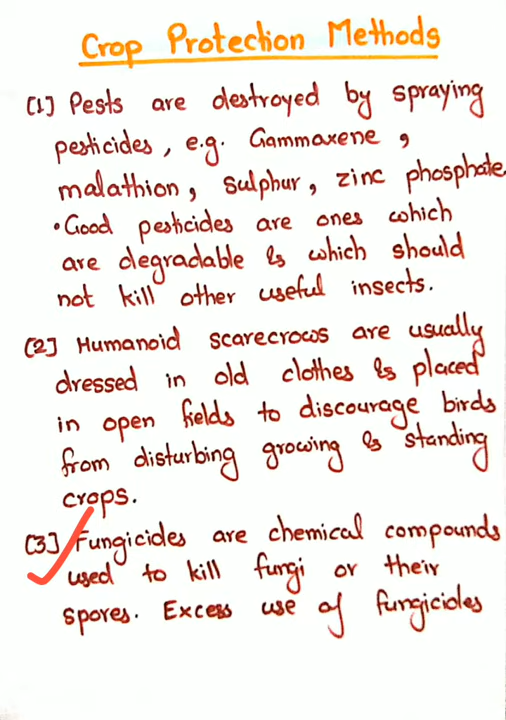 Crop Protection Methods
(1) Pests are destroyed by spraying
pesticides, e.g. Gammaxene,
malathion, sulphur, zinc phosphate
•Good pesticides are ones which
are degradable & which should
not kill other useful insects.
(2) Humanoid scarecrows are usually
dressed in old clothes & placed
in open fields to discourage birds
from disturbing growing & standing
crops.
(3) Fungicides are chemical compounds
used to kill fungi or their
spores. Excess use of fungicides